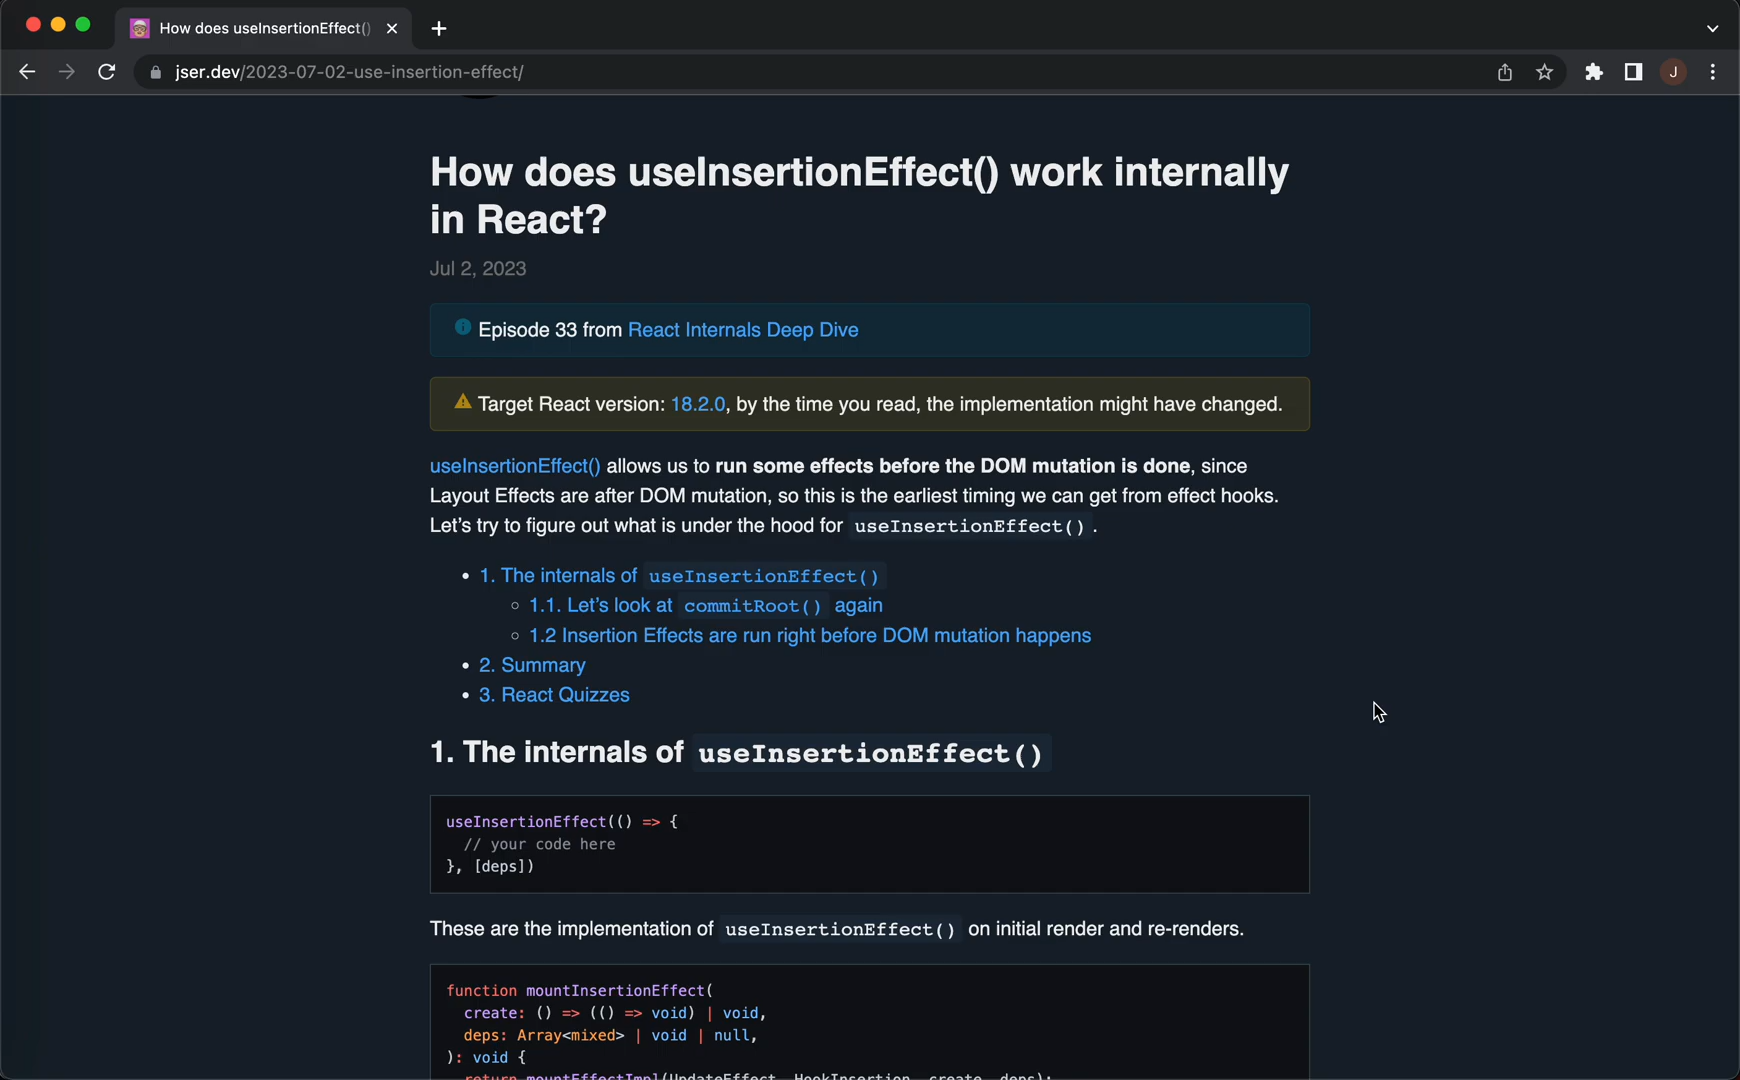 How does useInsertionEffect()
jser.dev/2023-07-02-use-insertion-effect/
J
How does useInsertionEffect() work internally
in React?
Jul 2, 2023
Episode 33 from React Internals Deep Dive
Target React version: 18.2.0, by the time you read, the implementation might have changed.
useInsertionEffect() allows us to run some effects before the DOM mutation is done, since
Layout Effects are after DOM mutation, so this is the earliest timing we can get from effect hooks.
Let’s try to figure out what is under the hood for useInsertionEffect().
• 1. The internals of useInsertionEffect()
◦ 1.1. Let’s look at commitRoot() again
◦ 1.2 Insertion Effects are run right before DOM mutation happens
• 2. Summary
• 3. React Quizzes
1. The internals of useInsertionEffect()
useInsertionEffect(() => {
// your code here
}, [deps])
These are the implementation of useInsertionEffect() on initial render and re-renders.
function mountInsertionEffect(
create: () => (() => void) | void,
deps: Array<mixed> | void | null,
): void {
return mountEffectImpl(UpdateEffect, HookInsertion, create, deps);